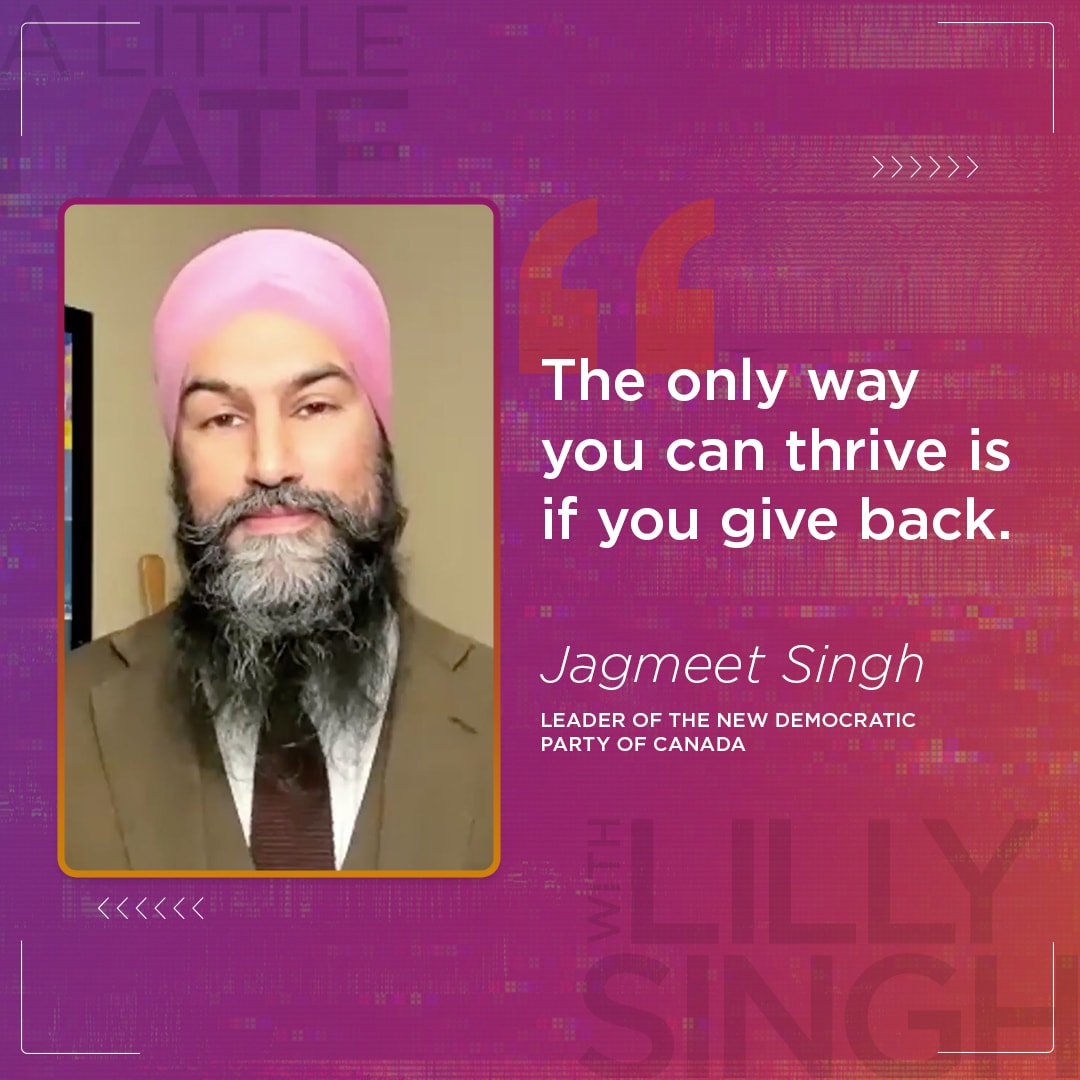 A LITTLE
LATE
“
The only way
you can thrive is
if you give back.
Jagmeet Singh
LEADER OF THE NEW DEMOCRATIC
PARTY OF CANADA
WITH
LILLY
SINGH